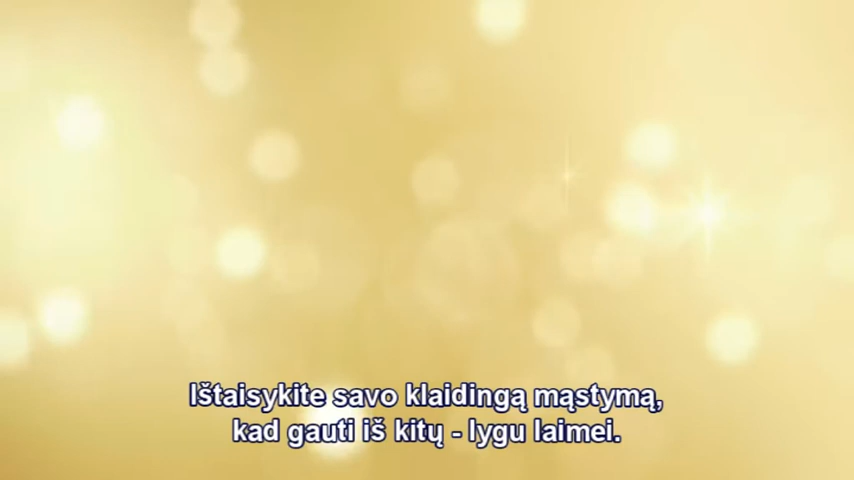 Ištaisykite savo klaidingą mąstymą,
kad gauti iš kitų - lygu laimei.